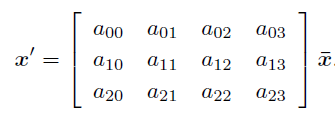 x′ = [ a₀₀ a₀₁ a₀₂ a₀₃
a₁₀ a₁₁ a₁₂ a₁₃
a₂₀ a₂₁ a₂₂ a₂₃ ] x̄.